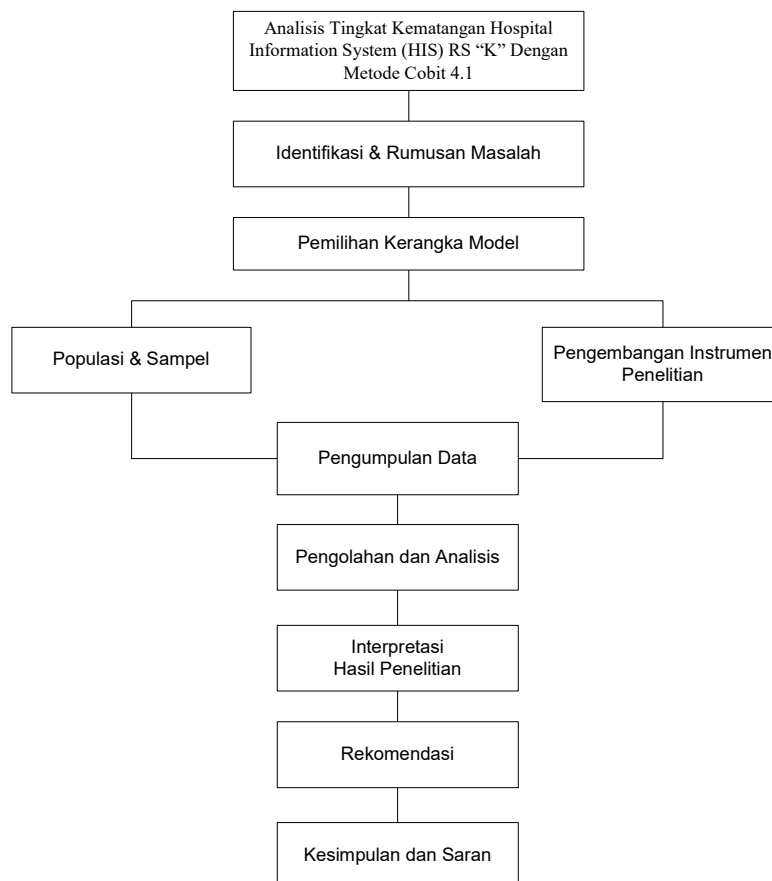 Analisis Tingkat Kematangan Hospital
Information System (HIS) RS “K” Dengan
Metode Cobit 4.1
Identifikasi & Rumusan Masalah
Pemilihan Kerangka Model
Populasi & Sampel
Pengembangan Instrumen
Penelitian
Pengumpulan Data
Pengolahan dan Analisis
Interpretasi
Hasil Penelitian
Rekomendasi
Kesimpulan dan Saran